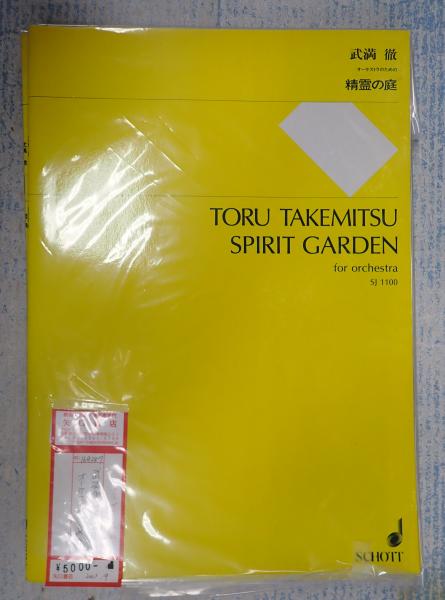 武満 徹
オーケストラのための
精霊の庭
TORU TAKEMITSU
SPIRIT GARDEN
for orchestra
SJ 1100
SCHOTT
¥5000-